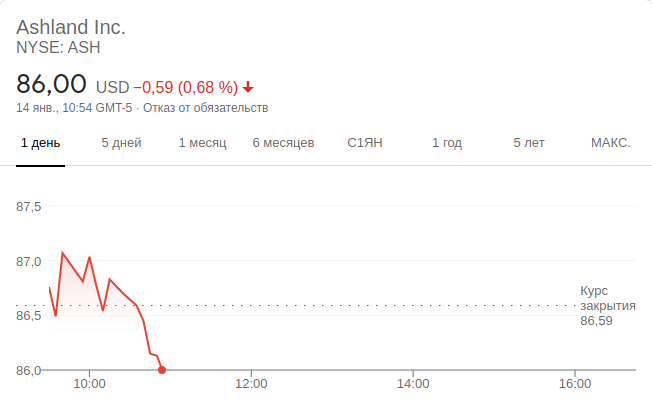 Ashland Inc.
NYSE: ASH
86,00 USD −0,59 (0,68 %)
14 янв., 10:54 GMT-5 · Отказ от обязательств
1 день 5 дней 1 месяц 6 месяцев С1ЯН 1 год 5 лет МАКС.
87,5
87,0
86,5
86,0
Курс
закрытия
86,59
10:00 12:00 14:00 16:00